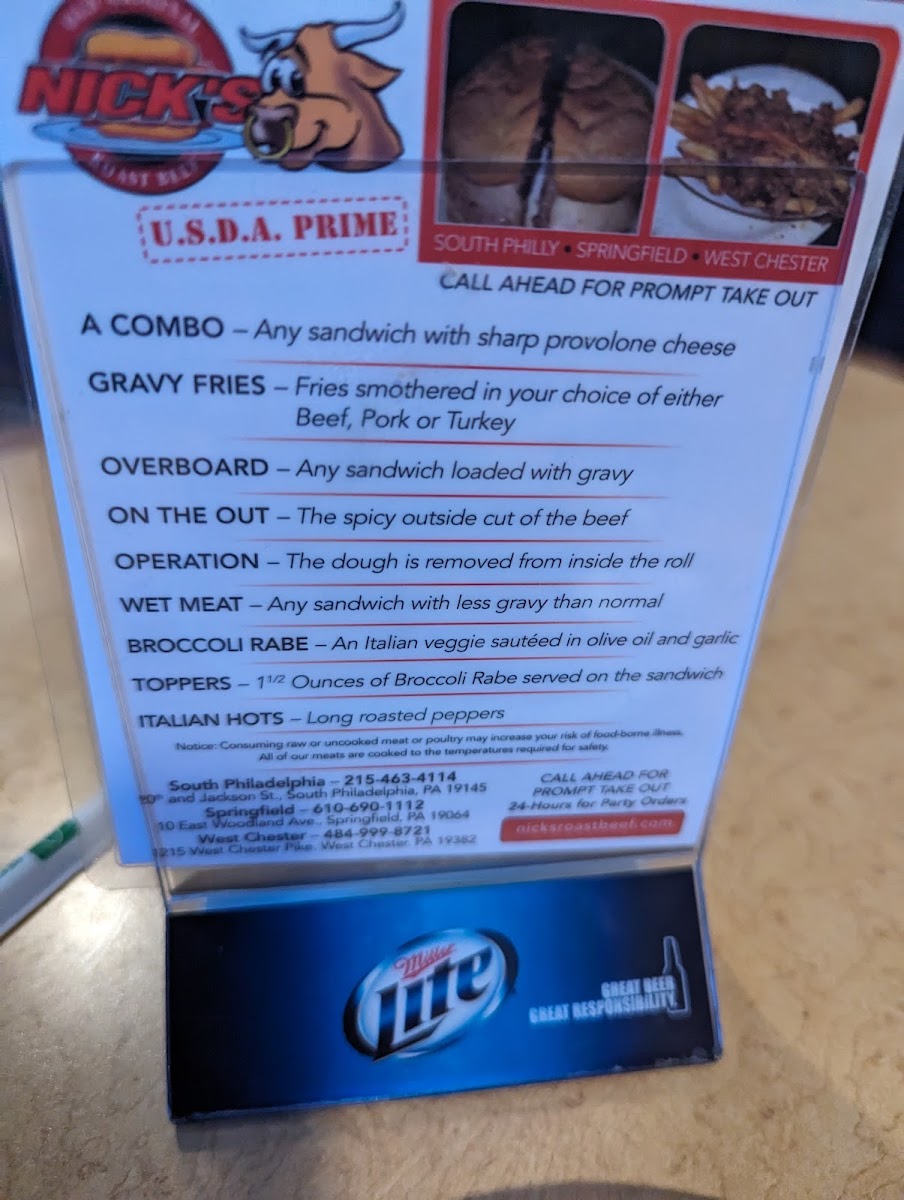 NICK'S
U.S.D.A. PRIME
SOUTH PHILLY • SPRINGFIELD • WEST CHESTER
CALL AHEAD FOR PROMPT TAKE OUT
A COMBO – Any sandwich with sharp provolone cheese
GRAVY FRIES – Fries smothered in your choice of either
Beef, Pork or Turkey
OVERBOARD – Any sandwich loaded with gravy
ON THE OUT – The spicy outside cut of the beef
OPERATION – The dough is removed from inside the roll
WET MEAT – Any sandwich with less gravy than normal
BROCCOLI RABE – An Italian veggie sautéed in olive oil and garlic
TOPPERS – 1 1/2 Ounces of Broccoli Rabe served on the sandwich
ITALIAN HOTS – Long roasted peppers
Notice: Consuming raw or uncooked meat or poultry may increase your risk of food-borne illness.
All of our meats are cooked to the temperatures required for safety.
South Philadelphia – 215-463-4114
20th and Jackson St., South Philadelphia, PA 19145
Springfield – 610-690-1112
10 East Woodland Ave., Springfield, PA 19064
West Chester – 484-999-8721
1215 West Chester Pike, West Chester, PA 19382
CALL AHEAD FOR
PROMPT TAKE OUT
24-Hours for Party Orders
nicksroastbeef.com
Miller
Lite
GREAT BEER
GREAT RESPONSIBILITY